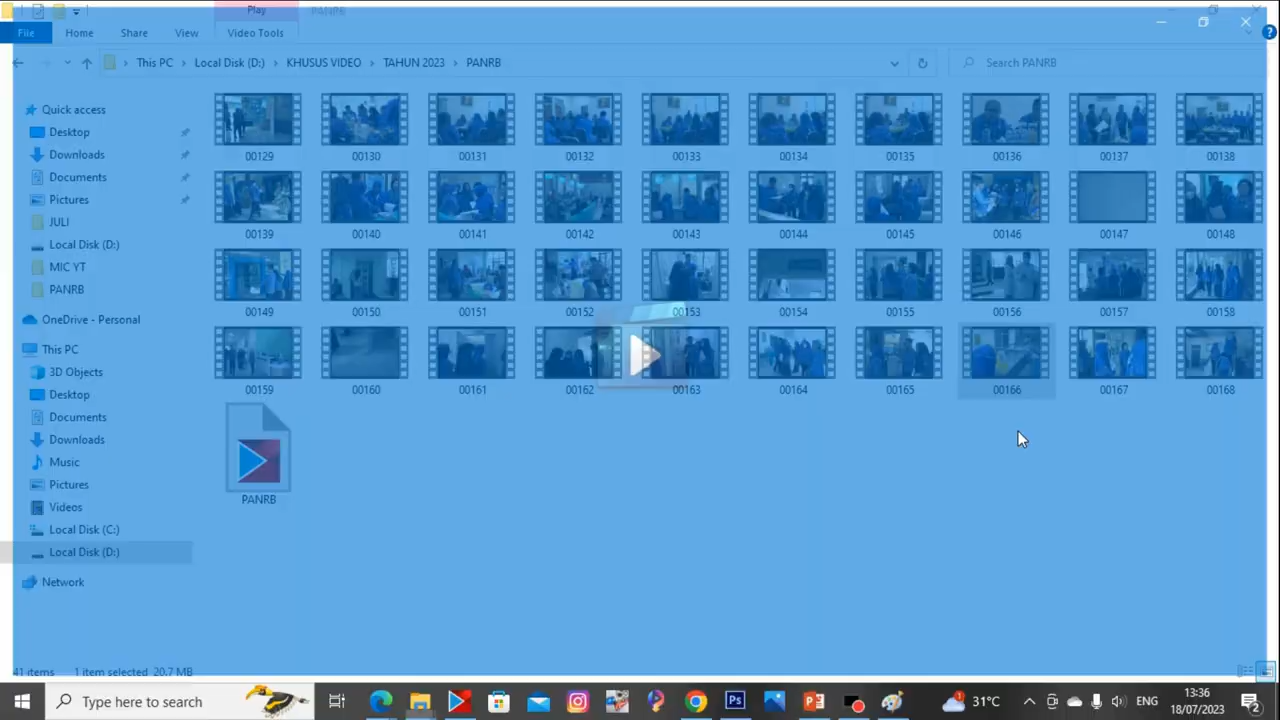 Play
PANRB
File
Home
Share
View
Video Tools
This PC
Local Disk (D:)
KHUSUS VIDEO
TAHUN 2023
PANRB
Search PANRB
Quick access
Desktop
Downloads
Documents
Pictures
JULI
Local Disk (D:)
MIC YT
PANRB
OneDrive - Personal
This PC
3D Objects
Desktop
Documents
Downloads
Music
Pictures
Videos
Local Disk (C:)
Local Disk (D:)
Network
00129 00130 00131 00132 00133 00134 00135 00136 00137 00138
00139 00140 00141 00142 00143 00144 00145 00146 00147 00148
00149 00150 00151 00152 00153 00154 00155 00156 00157 00158
00159 00160 00161 00162 00163 00164 00165 00166 00167 00168
PANRB
41 items 1 item selected 20,7 MB
Type here to search
Ps
1
31°C
ENG
13:36
18/07/2023
2